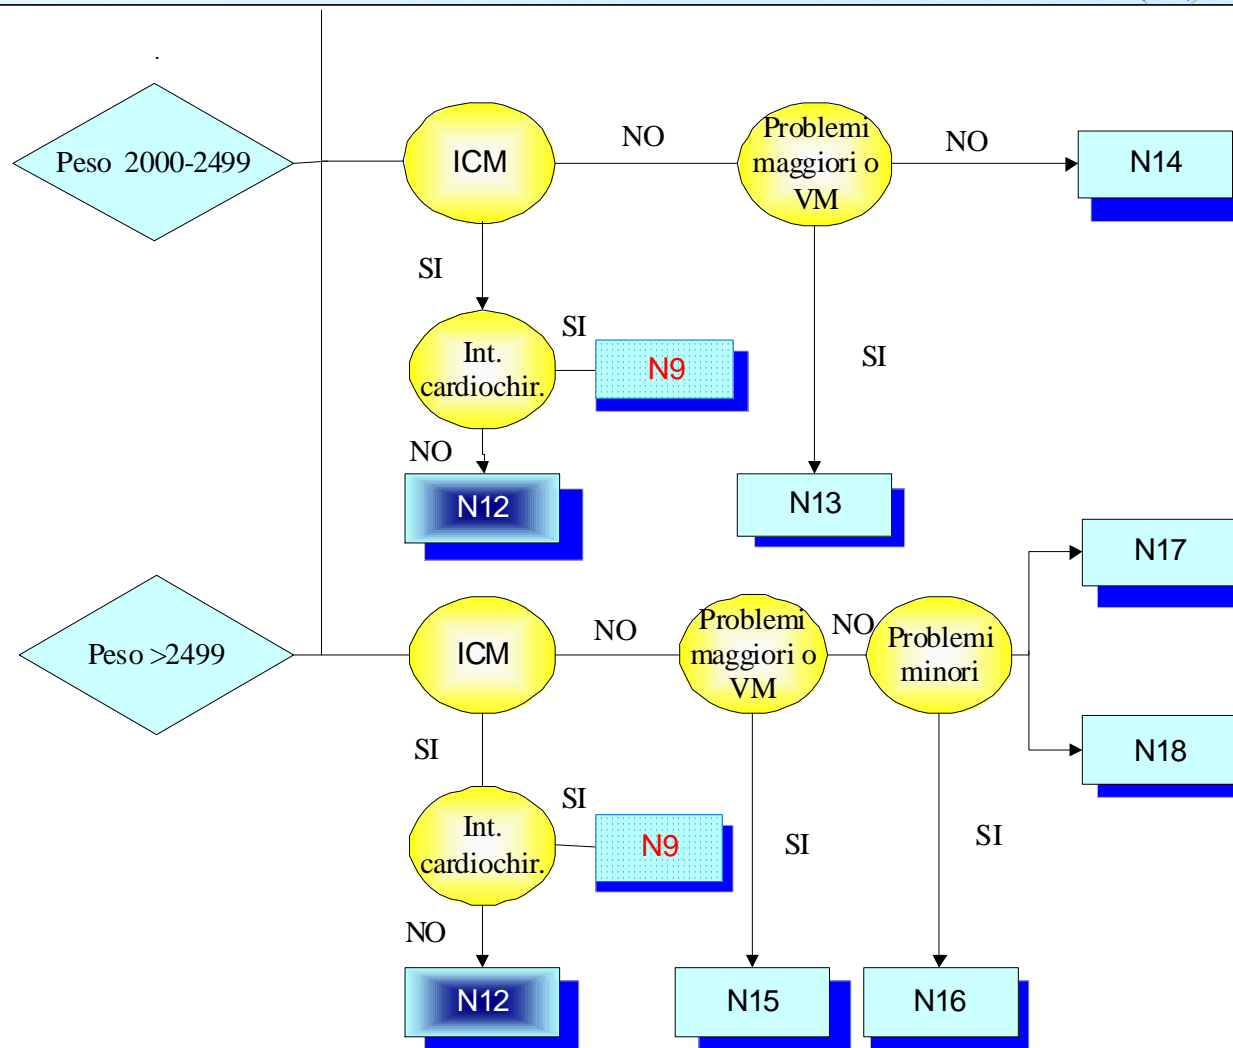 Peso 2000-2499
ICM
NO
Problemi
maggiori o
VM
NO
N14
SI
Int.
cardiochir.
SI
N9
SI
NO
N12
N13
Peso >2499
ICM
NO
Problemi
maggiori o
VM
NO
Problemi
minori
N17
N18
SI
Int.
cardiochir.
SI
N9
SI
SI
NO
N12
N15
N16